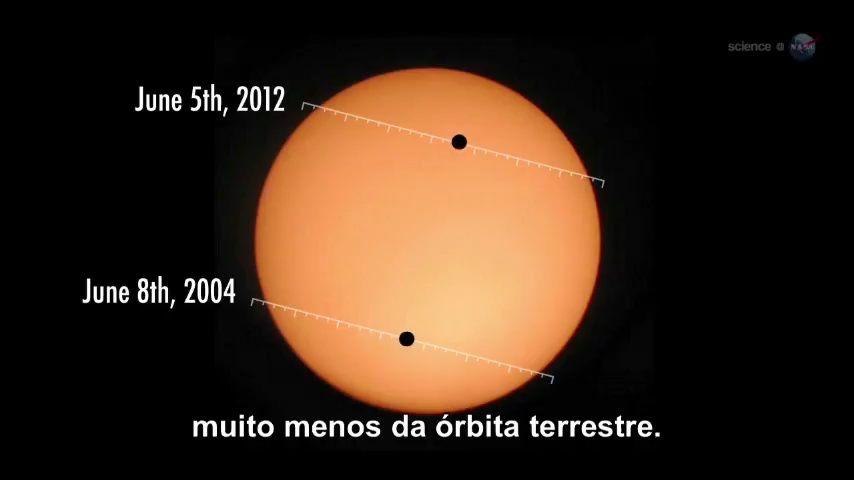 science @ NASA
June 5th, 2012
June 8th, 2004
muito menos da órbita terrestre.